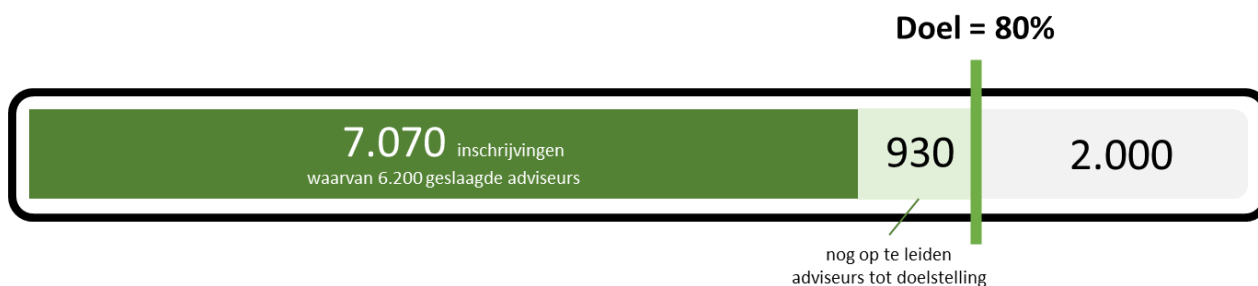 Doel = 80%
7.070 inschrijvingen
waarvan 6.200 geslaagde adviseurs
930
2.000
nog op te leiden
adviseurs tot doelstelling